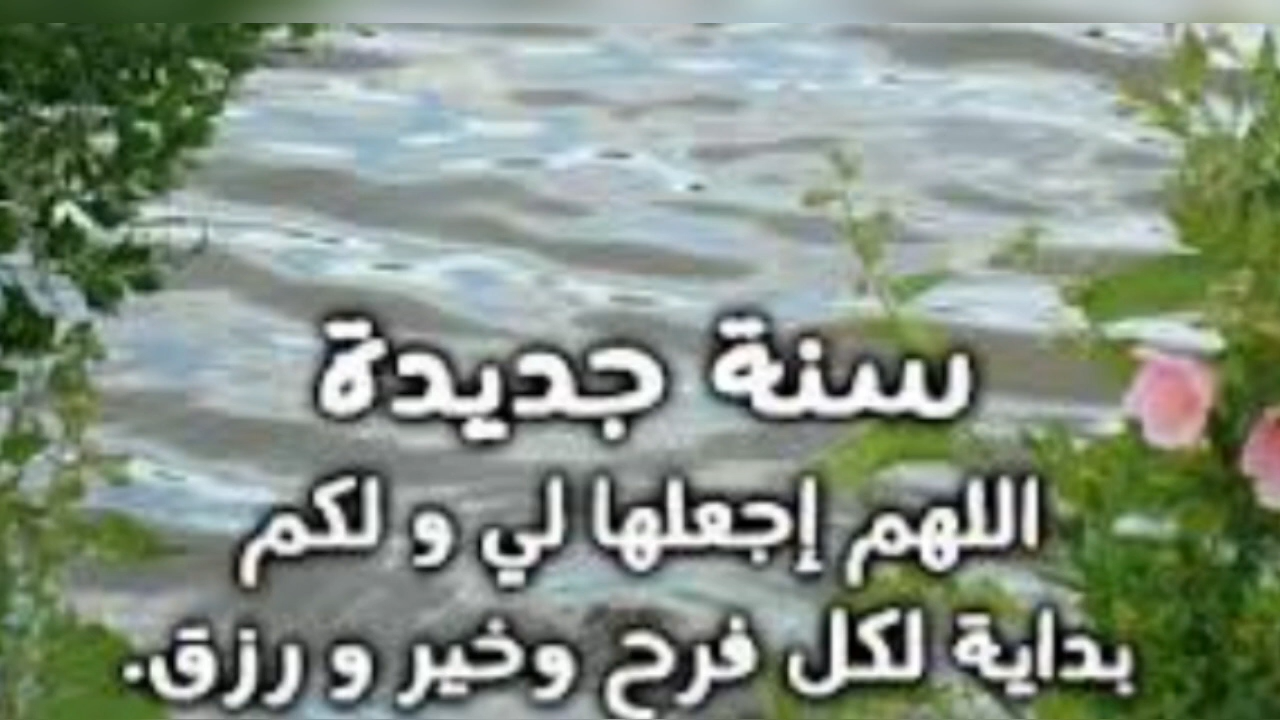 سنة جديدة
اللهم إجعلها لي و لكم
بداية لكل فرح وخير و رزق.